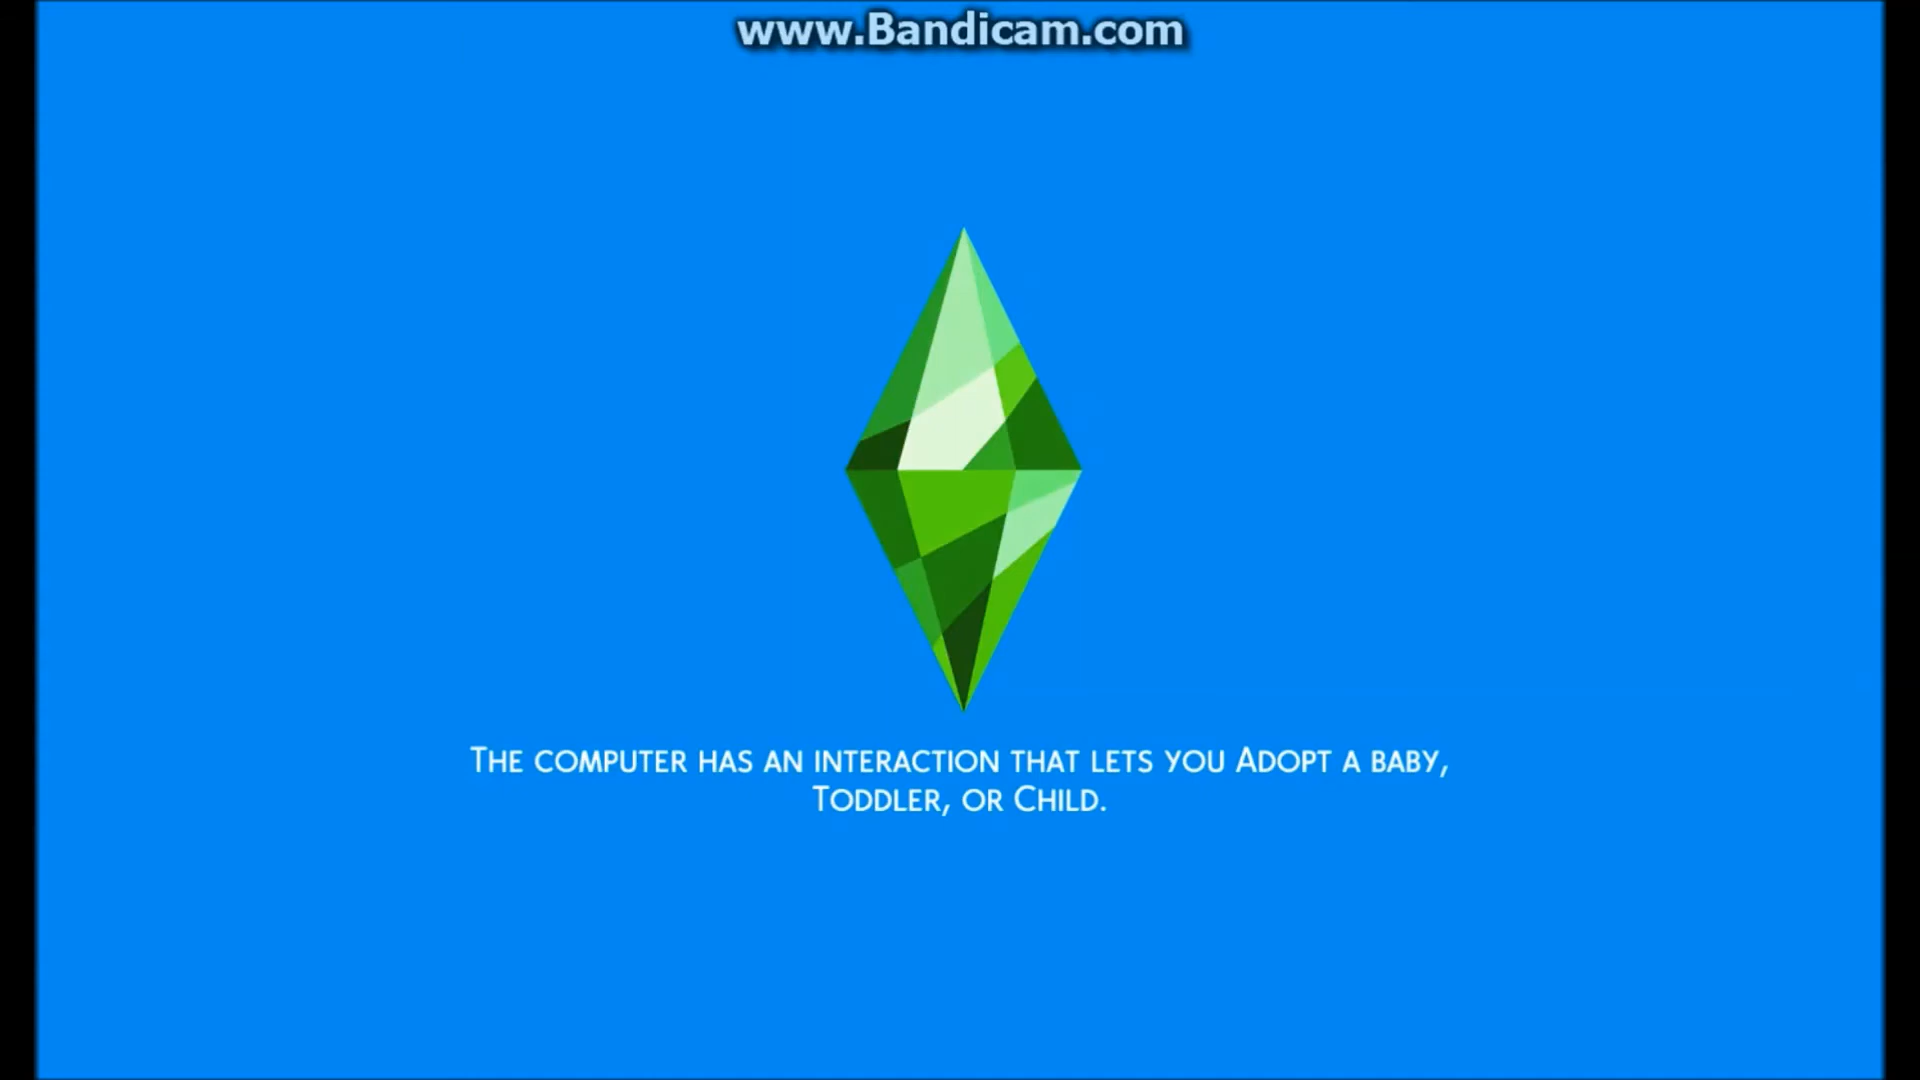 www.Bandicam.com
The computer has an interaction that lets you Adopt a baby,
Toddler, or Child.